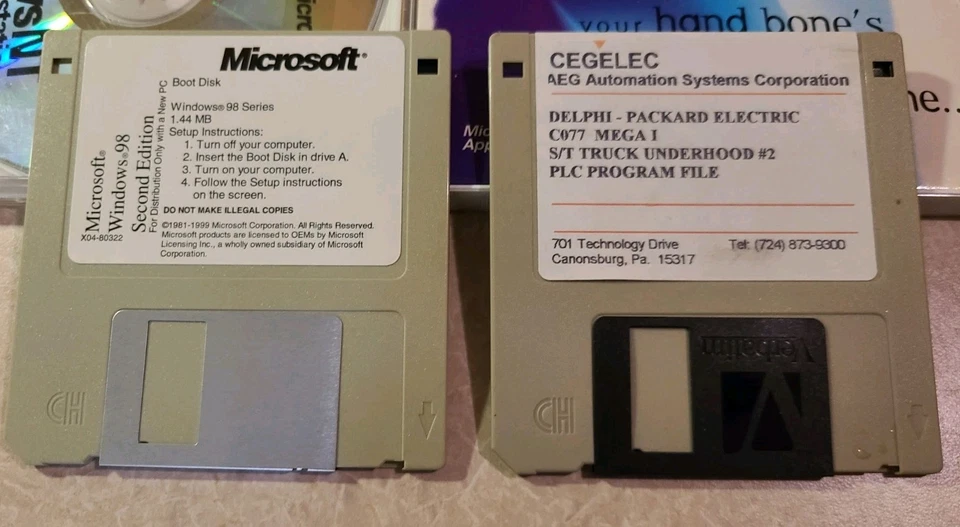 your hand bone's
Microsoft®
Boot Disk
Windows® 98 Series
1.44 MB
Setup Instructions:
1. Turn off your computer.
2. Insert the Boot Disk in drive A.
3. Turn on your computer.
4. Follow the Setup instructions
on the screen.
DO NOT MAKE ILLEGAL COPIES
©1981-1999 Microsoft Corporation. All Rights Reserved.
Microsoft products are licensed to OEMs by Microsoft
Licensing Inc., a wholly owned subsidiary of Microsoft
Corporation.
Microsoft®
Windows®98
Second Edition
For Distribution Only with a New PC
X04-80322
CH
CEGELEC
AEG Automation Systems Corporation
DELPHI - PACKARD ELECTRIC
C077 MEGA I
S/T TRUCK UNDERHOOD #2
PLC PROGRAM FILE
701 Technology Drive Tel: (724) 873-9300
Canonsburg, Pa. 15317
Verbatim
CH